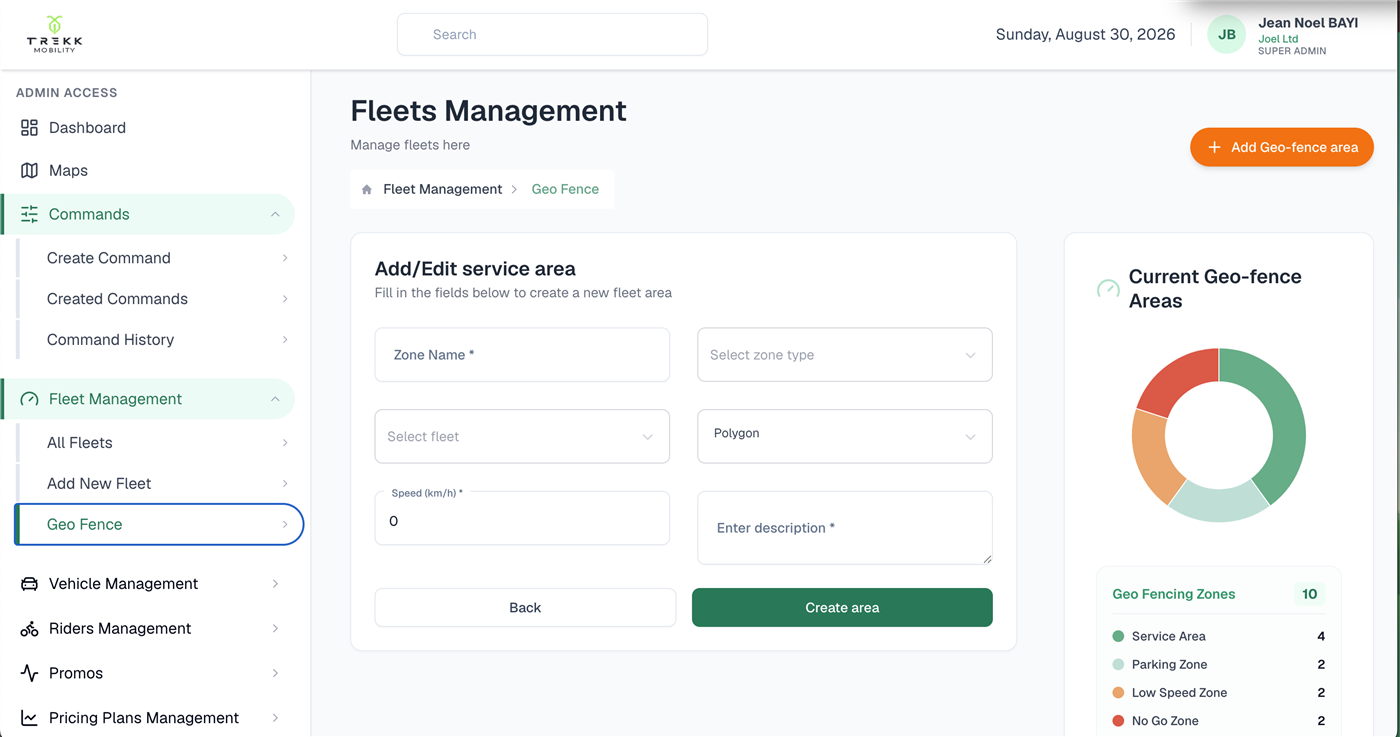 TREKK
MOBILITY
Search
Sunday, August 30, 2026
JB
Jean Noel BAYI
Joel Ltd
SUPER ADMIN
ADMIN ACCESS
Dashboard
Maps
Commands
Create Command
Created Commands
Command History
Fleet Management
All Fleets
Add New Fleet
Geo Fence
Vehicle Management
Riders Management
Promos
Pricing Plans Management
Fleets Management
Manage fleets here
Add Geo-fence area
Fleet Management
Geo Fence
Add/Edit service area
Fill in the fields below to create a new fleet area
Zone Name *
Select zone type
Select fleet
Polygon
Speed (km/h) *
0
Enter description *
Back
Create area
Current Geo-fence
Areas
Geo Fencing Zones 10
Service Area 4
Parking Zone 2
Low Speed Zone 2
No Go Zone 2